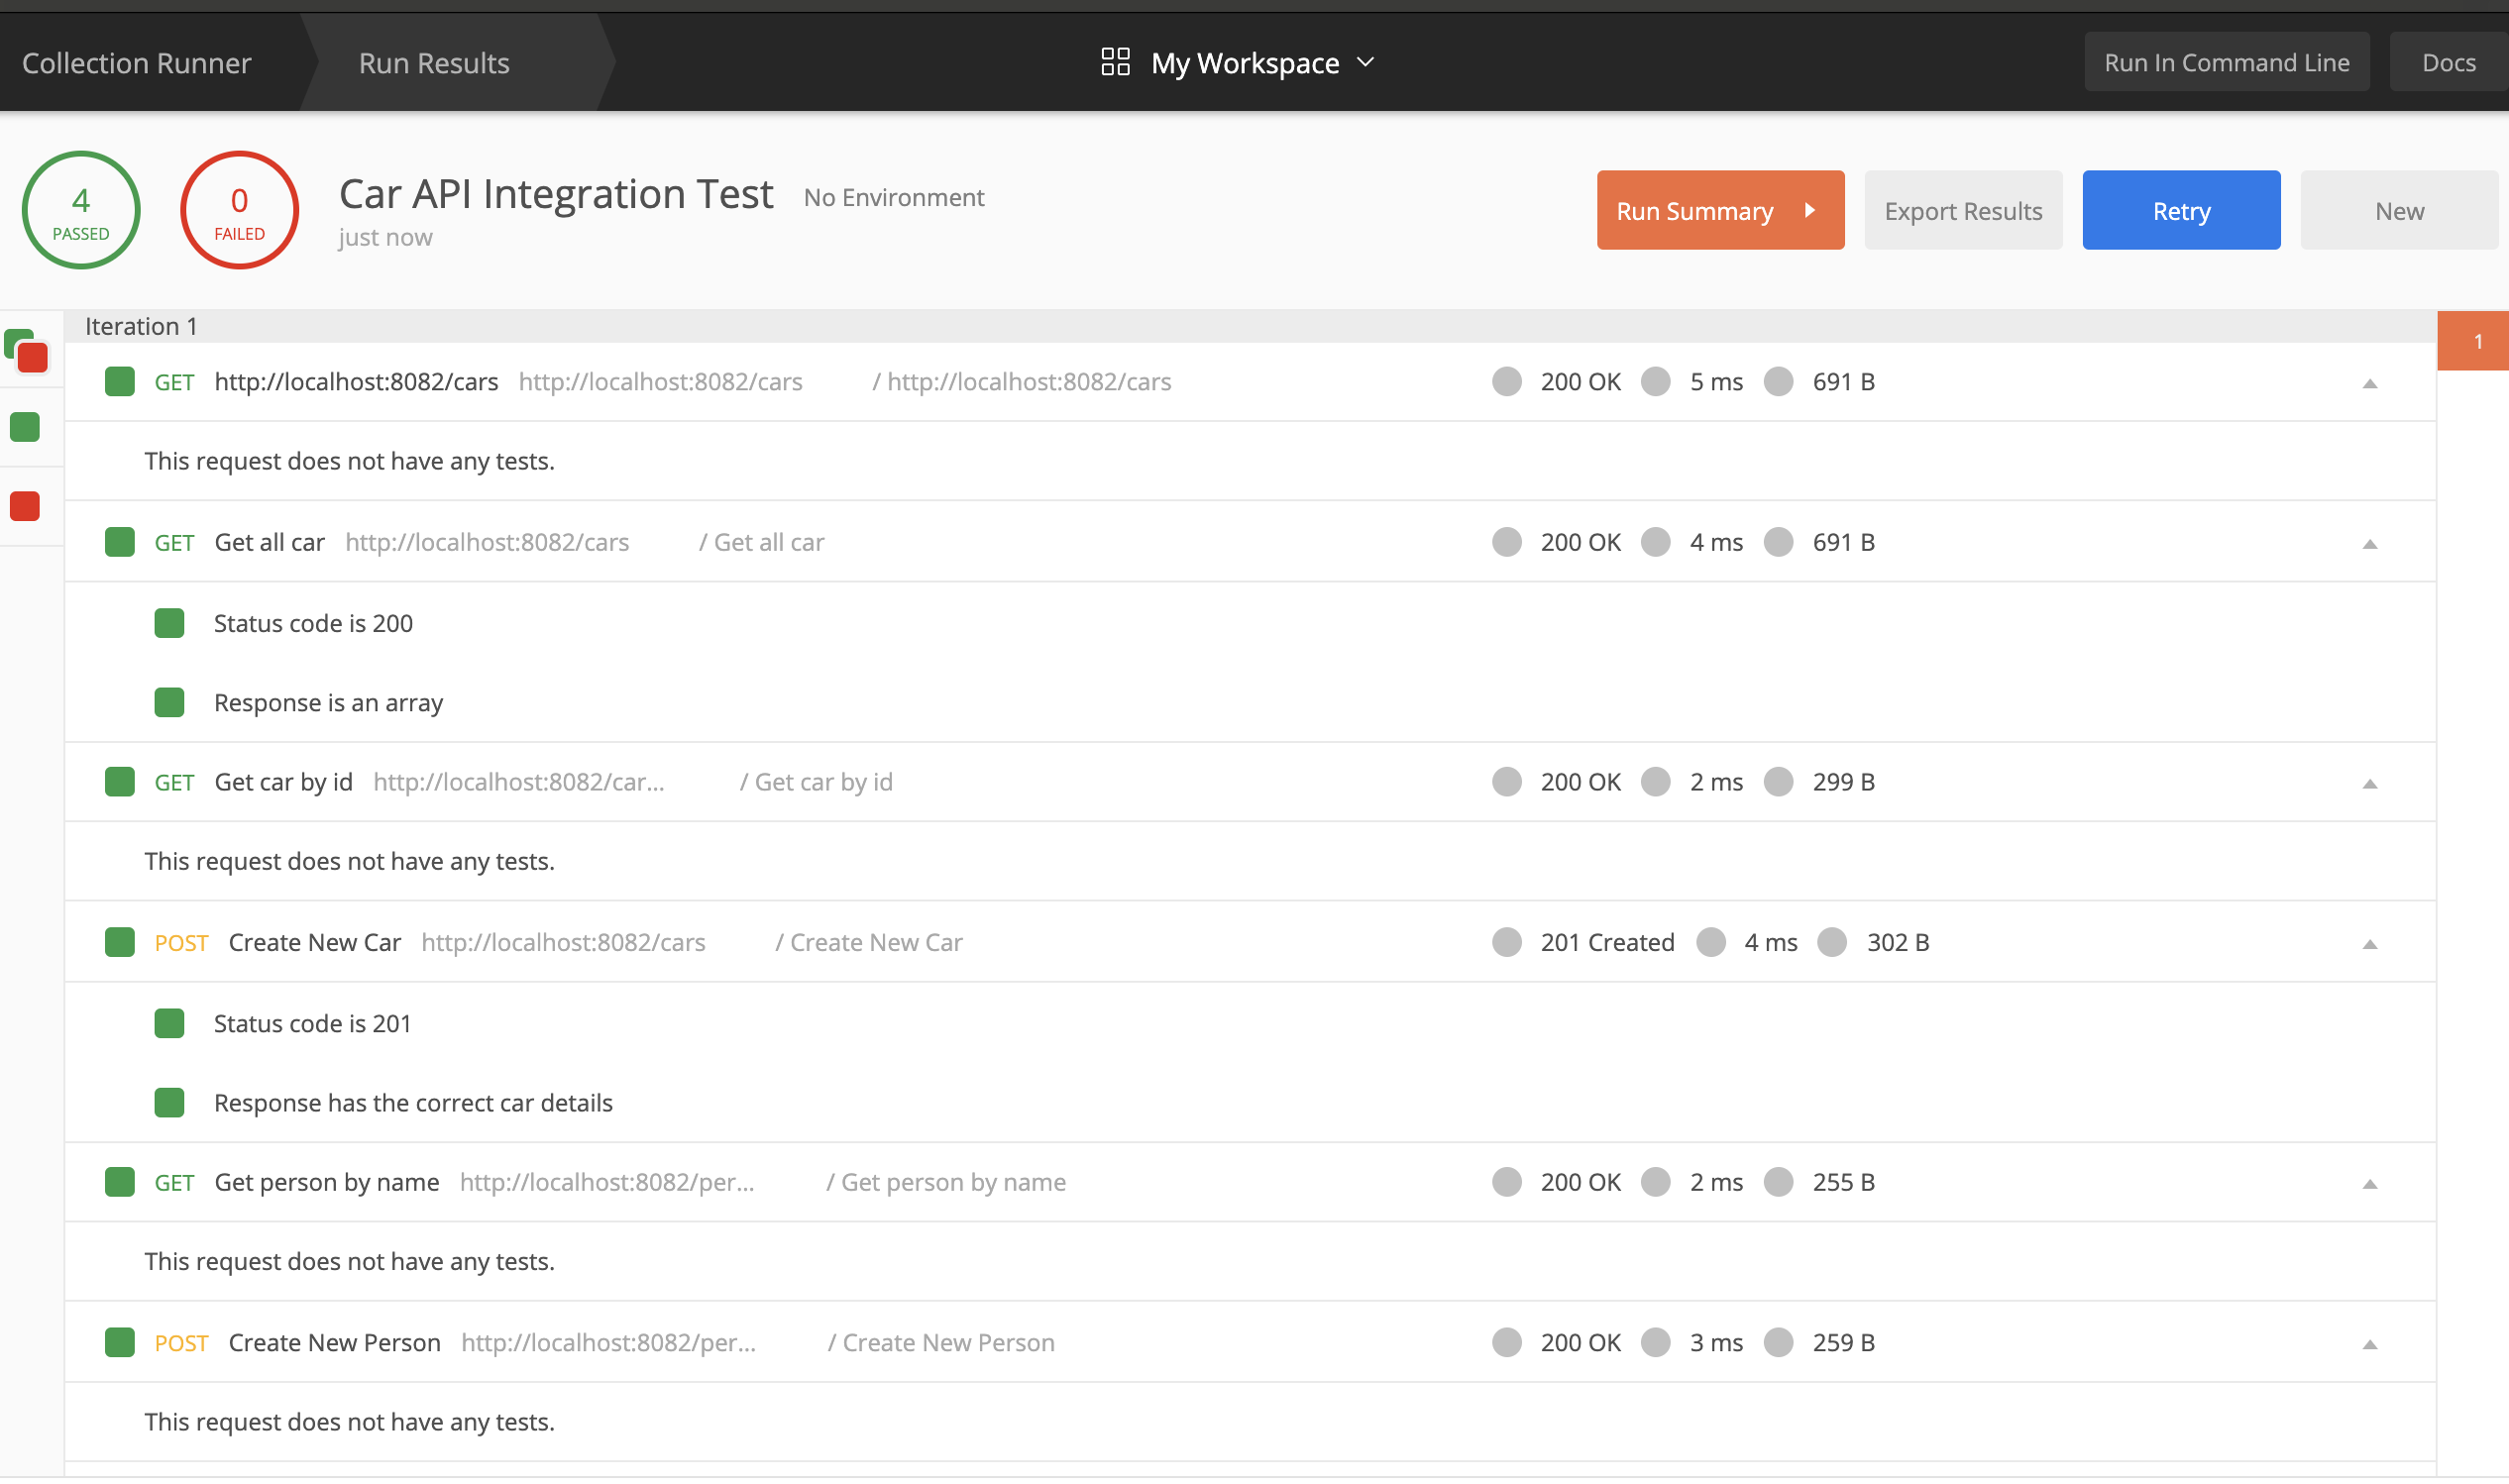 Collection Runner Run Results My Workspace Run In Command Line Docs
4 PASSED
0 FAILED
Car API Integration Test No Environment
just now
Run Summary Export Results Retry New
Iteration 1
1
GET http://localhost:8082/cars http://localhost:8082/cars / http://localhost:8082/cars 200 OK 5 ms 691 B
This request does not have any tests.
GET Get all car http://localhost:8082/cars / Get all car 200 OK 4 ms 691 B
Status code is 200
Response is an array
GET Get car by id http://localhost:8082/car... / Get car by id 200 OK 2 ms 299 B
This request does not have any tests.
POST Create New Car http://localhost:8082/cars / Create New Car 201 Created 4 ms 302 B
Status code is 201
Response has the correct car details
GET Get person by name http://localhost:8082/per... / Get person by name 200 OK 2 ms 255 B
This request does not have any tests.
POST Create New Person http://localhost:8082/per... / Create New Person 200 OK 3 ms 259 B
This request does not have any tests.